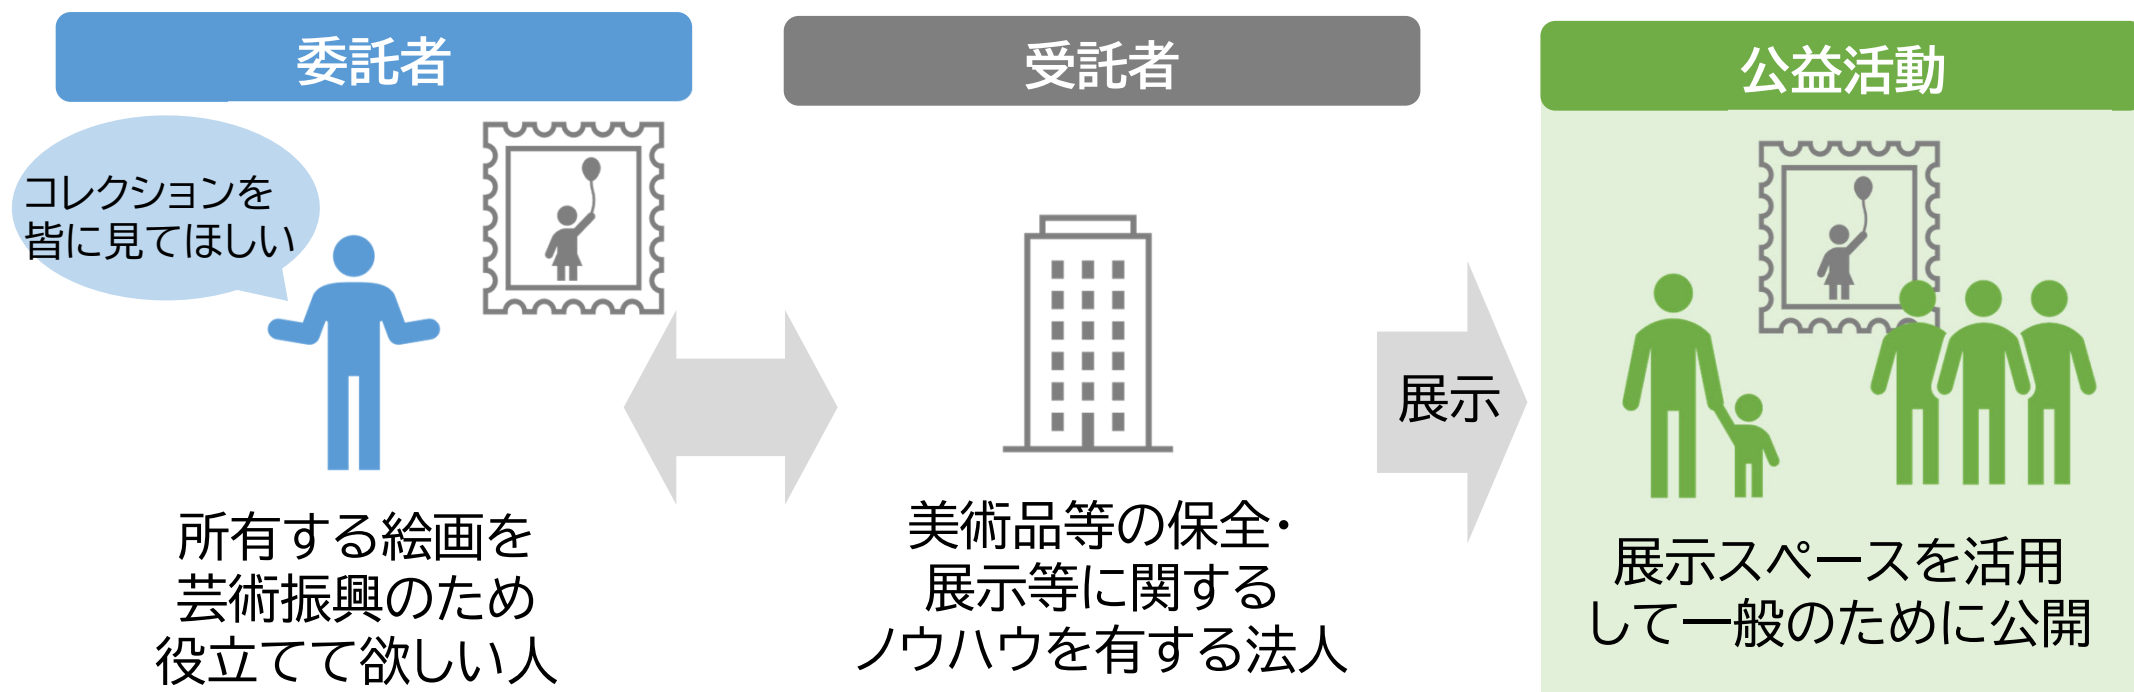 委託者
コレクションを
皆に見てほしい
所有する絵画を
芸術振興のため
役立てて欲しい人
受託者
美術品等の保全・
展示等に関する
ノウハウを有する法人
展示
公益活動
展示スペースを活用
して一般のために公開